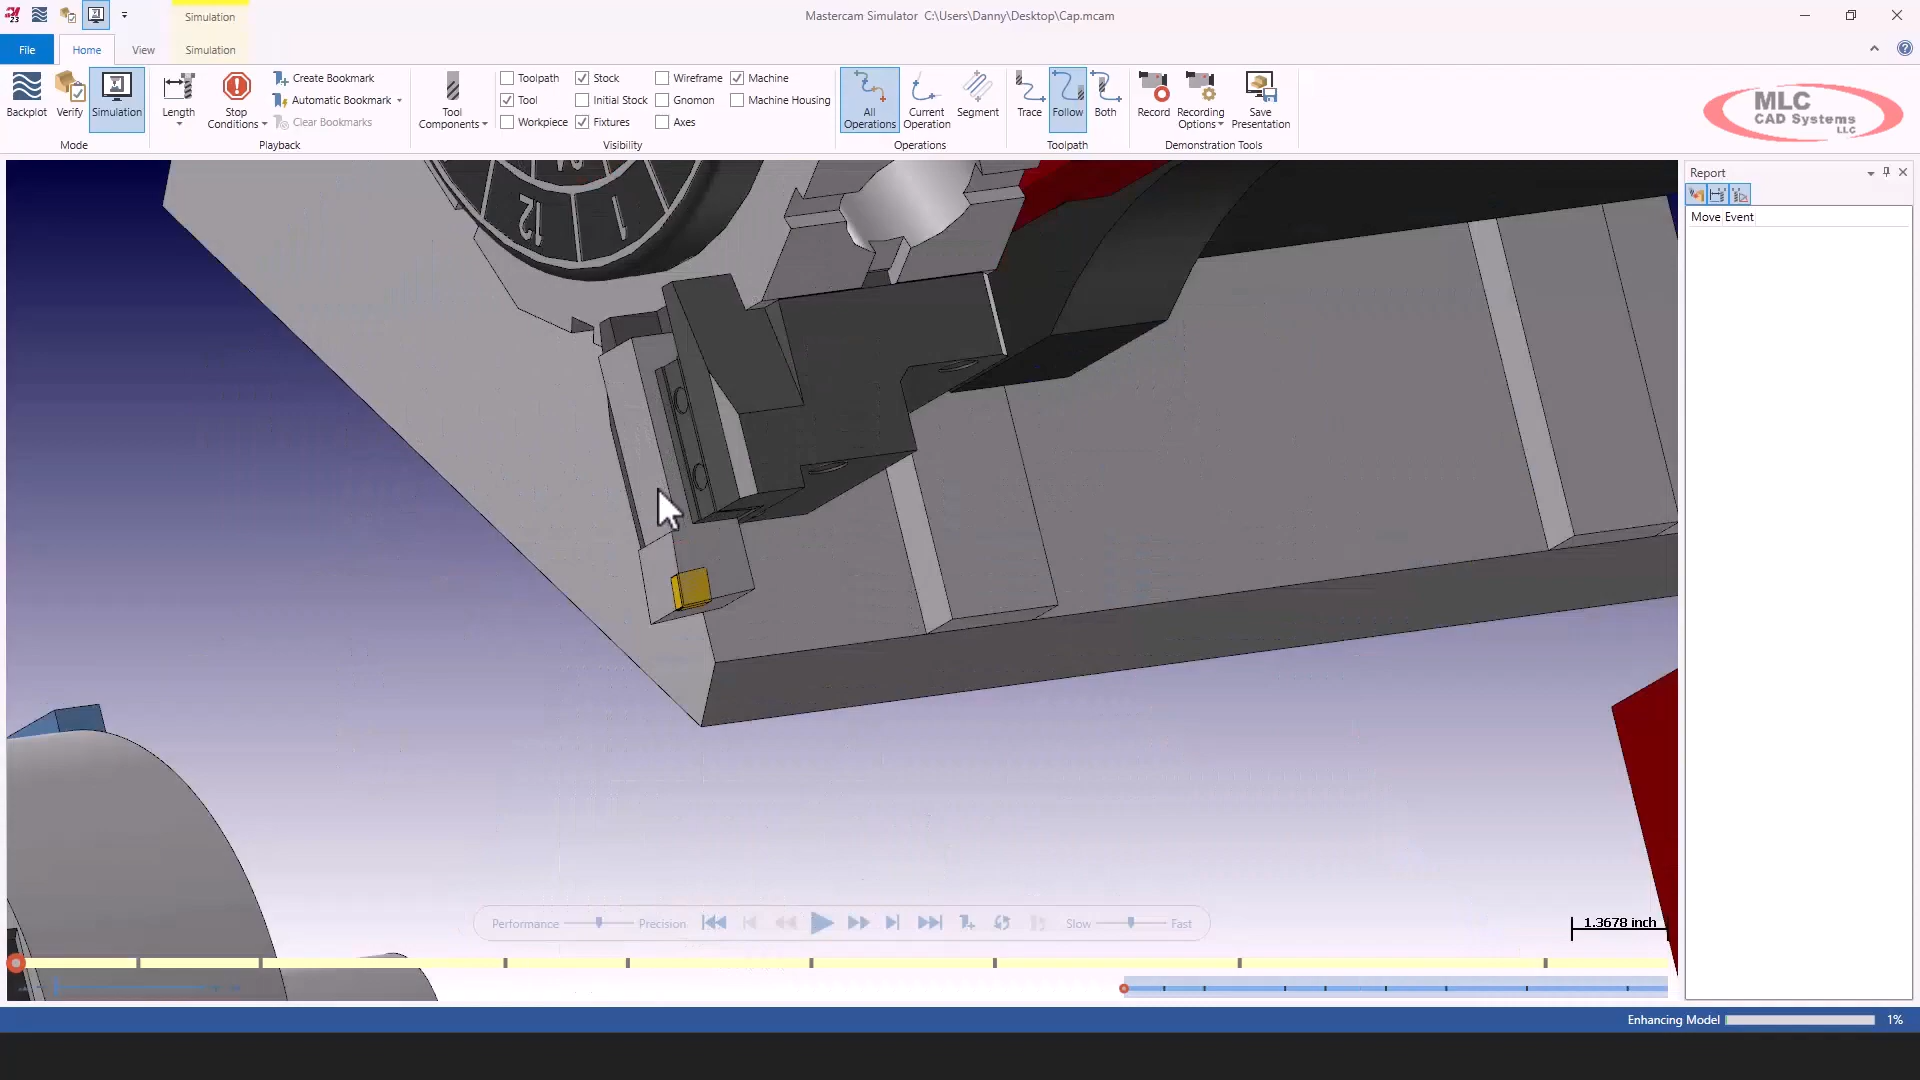 23
Simulation
Mastercam Simulator C:\Users\Danny\Desktop\Cap.mcam
File
Home
View
Simulation
Backplot
Verify
Simulation
Mode
Length
Stop Conditions
Create Bookmark
Automatic Bookmark
Clear Bookmarks
Playback
Tool Components
Toolpath
Tool
Workpiece
Stock
Initial Stock
Fixtures
Wireframe
Gnomon
Axes
Machine
Machine Housing
Visibility
All Operations
Current Operation
Segment
Operations
Trace
Follow
Both
Toolpath
Record
Recording Options
Save Presentation
Demonstration Tools
MLC
CAD Systems
LLC
12
1
Report
Move Event
Performance
Precision
Slow
Fast
1.3678 inch
Enhancing Model
1%